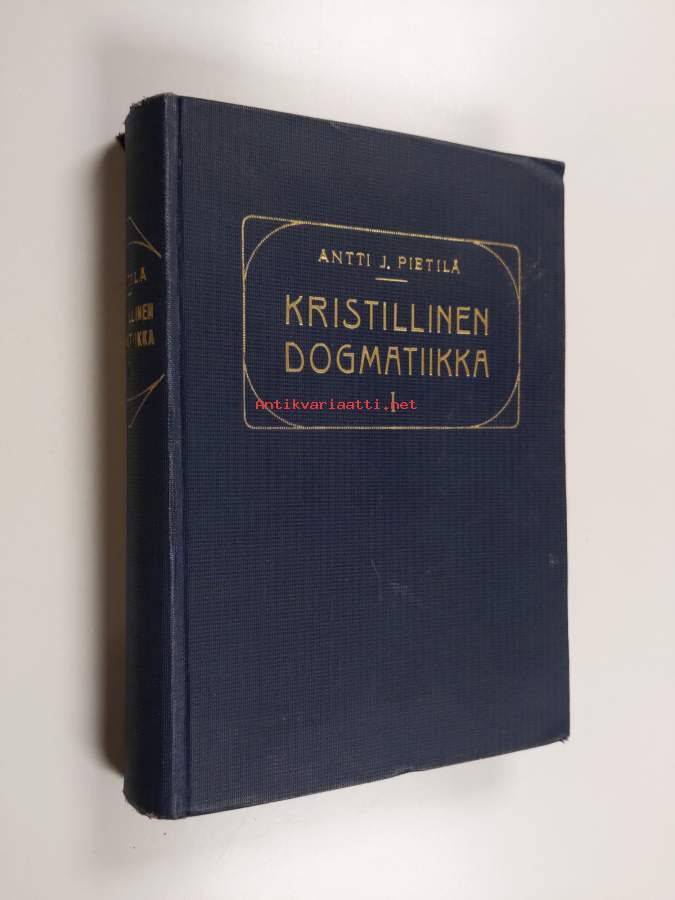 ANTTI J. PIETILÄ
KRISTILLINEN
DOGMATIIKKA
I
Antikvariaatti.net